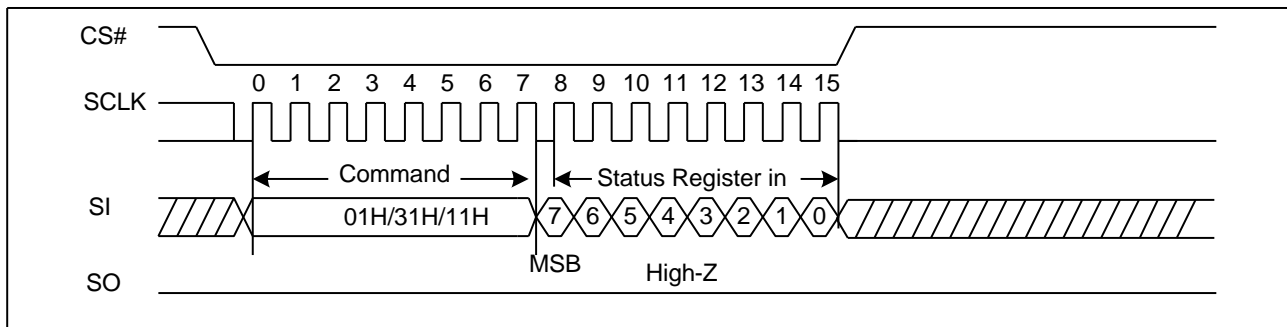 CS#
0 1 2 3 4 5 6 7 8 9 10 11 12 13 14 15
SCLK
Command Status Register in
SI 01H/31H/11H 7 6 5 4 3 2 1 0
MSB High-Z
SO